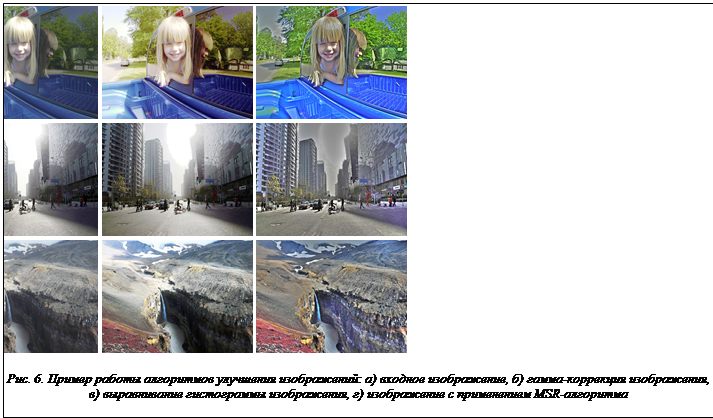 Рис. 6. Пример работы алгоритмов улучшения изображений: а) входное изображение, б) гамма-коррекция изображения,
в) выравнивание гистограммы изображения, г) изображение с применением MSR-алгоритма